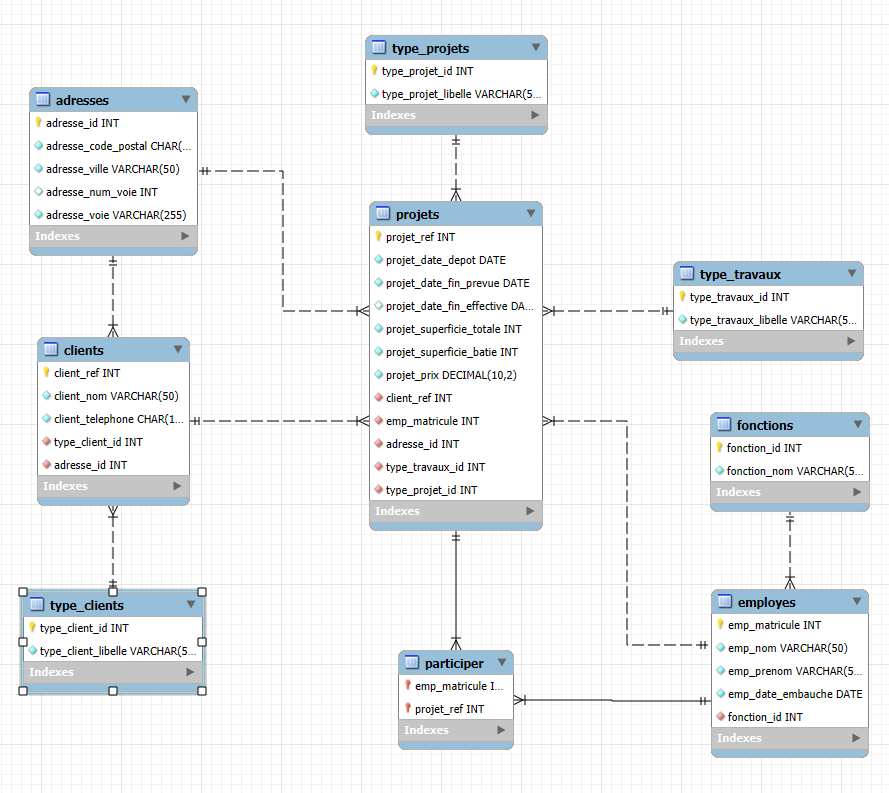 type_projets
type_projet_id INT
type_projet_libelle VARCHAR(5...
Indexes
adresses
adresse_id INT
adresse_code_postal CHAR(...
adresse_ville VARCHAR(50)
adresse_num_voie INT
adresse_voie VARCHAR(255)
Indexes
projets
projet_ref INT
projet_date_depot DATE
projet_date_fin_prevue DATE
projet_date_fin_effective DA...
projet_superficie_totale INT
projet_superficie_batie INT
projet_prix DECIMAL(10,2)
client_ref INT
emp_matricule INT
adresse_id INT
type_travaux_id INT
type_projet_id INT
Indexes
type_travaux
type_travaux_id INT
type_travaux_libelle VARCHAR(5...
Indexes
clients
client_ref INT
client_nom VARCHAR(50)
client_telephone CHAR(1...
type_client_id INT
adresse_id INT
Indexes
fonctions
fonction_id INT
fonction_nom VARCHAR(5...
Indexes
type_clients
type_client_id INT
type_client_libelle VARCHAR(5...
Indexes
employes
emp_matricule INT
emp_nom VARCHAR(50)
emp_prenom VARCHAR(5...
emp_date_embauche DATE
fonction_id INT
Indexes
participer
emp_matricule I...
projet_ref INT
Indexes